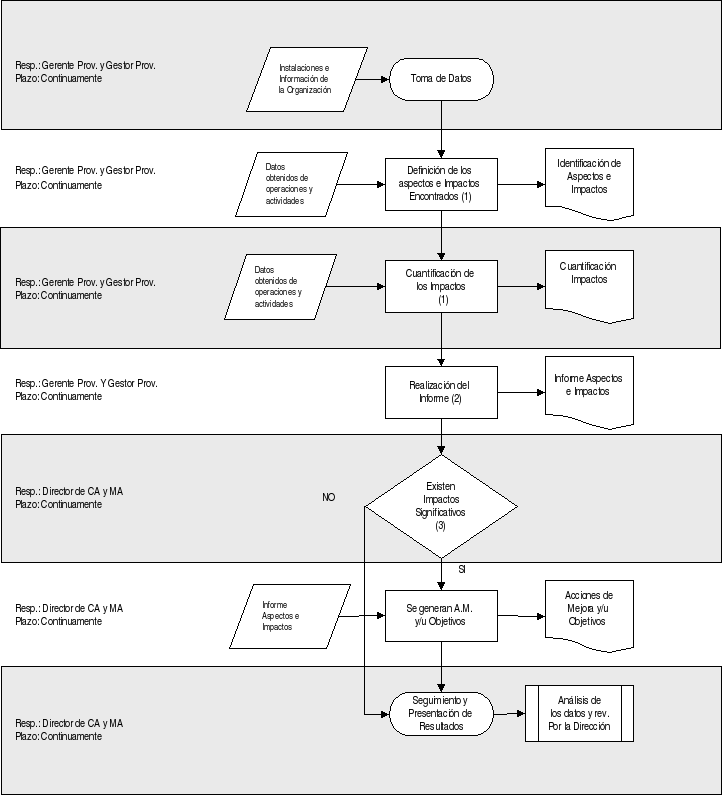 Resp.: Gerente Prov. y Gestor Prov.
Plazo: Continuamente
Instalaciones e
Información de
la Organización
Toma de Datos
Resp.: Gerente Prov. y Gestor Prov.
Plazo: Continuamente
Datos
obtenidos de
operaciones y
actividades
Definición de los
aspectos e Impactos
Encontrados (1)
Identificación de
Aspectos e
Impactos
Resp.: Gerente Prov. y Gestor Prov.
Plazo: Continuamente
Datos
obtenidos de
operaciones y
actividades
Cuantificación de
los Impactos
(1)
Cuantificación
Impactos
Resp.: Gerente Prov. Y Gestor Prov.
Plazo: Continuamente
Realización del
Informe (2)
Informe Aspectos
e Impactos
Resp.: Director de CA y MA
Plazo: Continuamente
NO
Existen
Impactos
Significativos
(3)
SI
Resp.: Director de CA y MA
Plazo: Continuamente
Informe
Aspectos e
Impactos
Se generan A.M.
y/u Objetivos
Acciones de
Mejora y/u
Objetivos
Resp.: Director de CA y MA
Plazo: Continuamente
Seguimiento y
Presentación de
Resultados
Análisis de
los datos y rev.
Por la Dirección